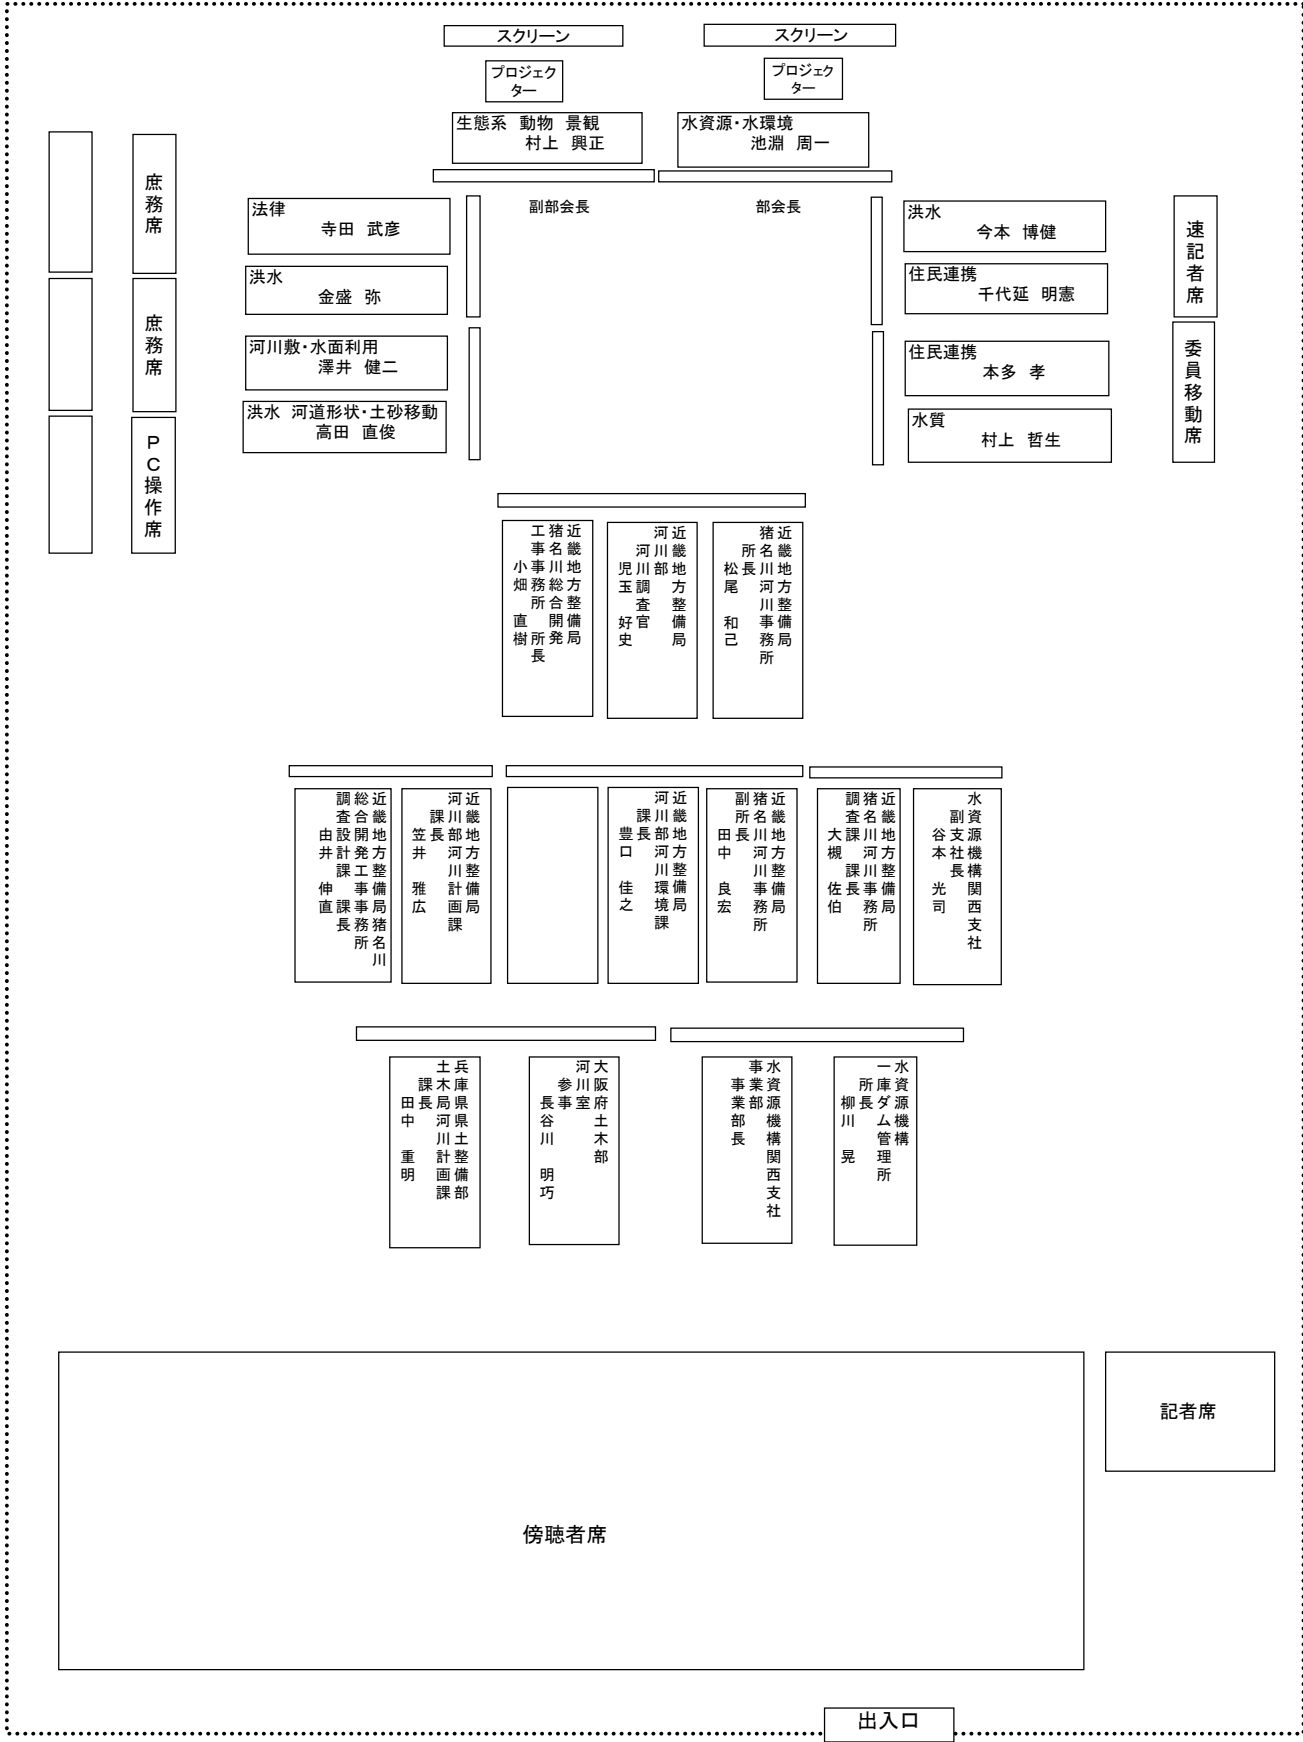 スクリーン
スクリーン
プロジェク
ター
プロジェク
ター
生態系 動物 景観
村上 興正
水資源・水環境
池淵 周一
副部会長
部会長
庶務席
庶務席
PC操作席
法律
寺田 武彦
洪水
金盛 弥
河川敷・水面利用
澤井 健二
洪水 河道形状・土砂移動
高田 直俊
洪水
今本 博健
住民連携
千代延 明憲
住民連携
本多 孝
水質
村上 哲生
速記者席
委員移動席
近畿地方整備局
猪名川総合開発
工事事務所 所長
小畑 直樹
近畿地方整備局
河川部
河川調査官
児玉 好史
近畿地方整備局
猪名川河川事務所
所長
松尾 和己
近畿地方整備局猪名川
総合開発工事事務所
調査設計課 課長
由井 伸直
近畿地方整備局
河川部河川計画課
課長
笠井 雅広
近畿地方整備局
河川部河川環境課
課長
豊口 佳之
近畿地方整備局
猪名川河川事務所
副所長
田中 良宏
近畿地方整備局
猪名川河川事務所
調査課 課長
大槻 佐伯
水資源機構関西支社
副支社長
谷本 光司
兵庫県県土整備部
土木局河川計画課
課長
田中 重明
大阪府土木部
河川室
参事
長谷川 明巧
水資源機構関西支社
事業部
事業部長
水資源機構
一庫ダム管理所
所長
柳川 晃
記者席
傍聴者席
出入口